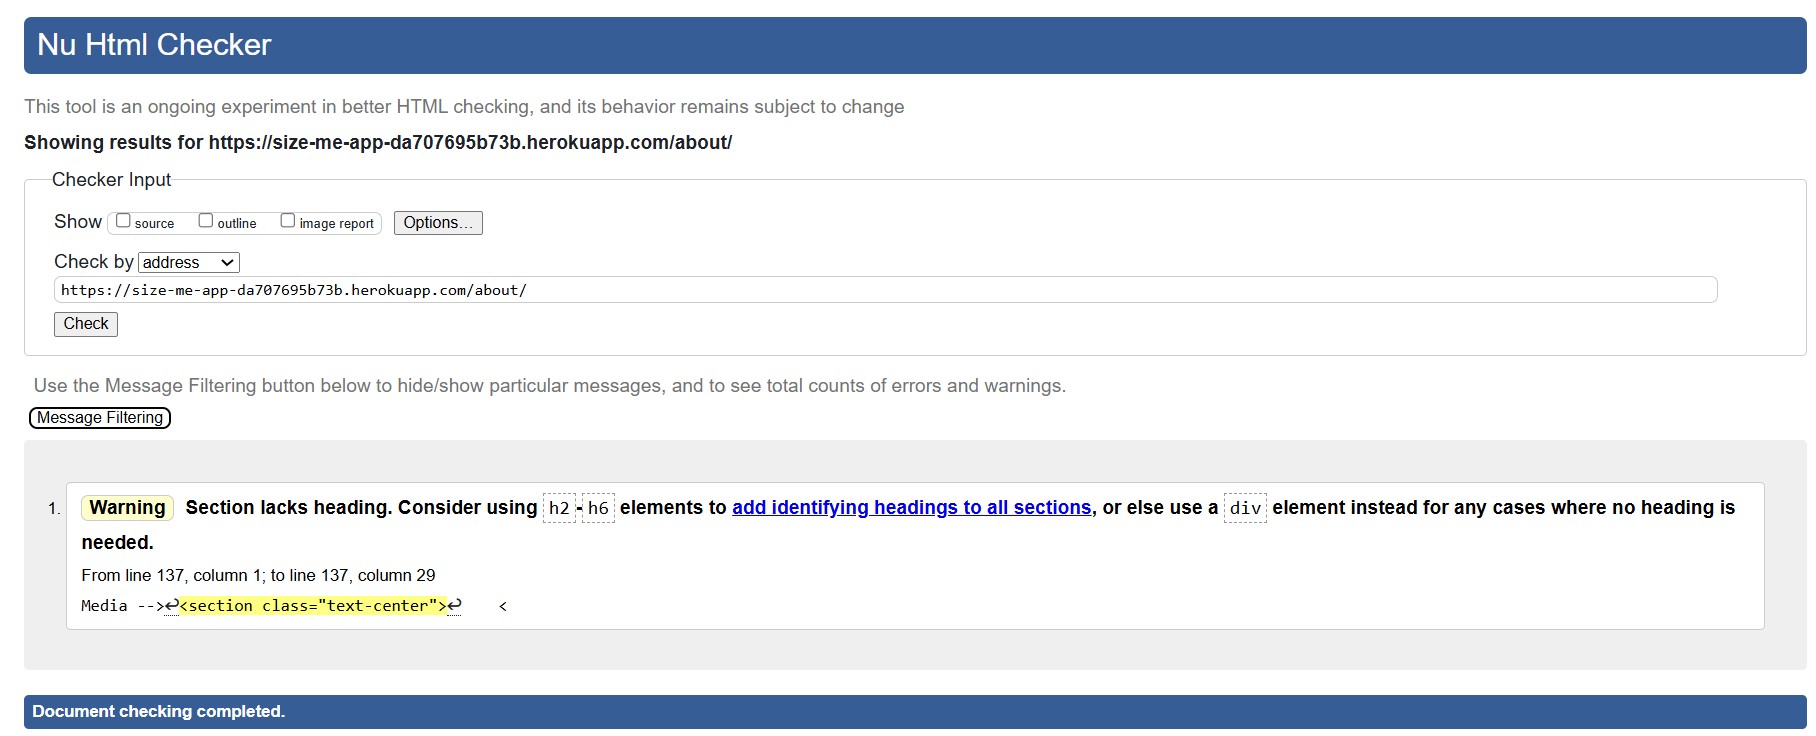 Nu Html Checker
This tool is an ongoing experiment in better HTML checking, and its behavior remains subject to change
Showing results for https://size-me-app-da707695b73b.herokuapp.com/about/
Checker Input
Show source outline image report Options...
Check by address
https://size-me-app-da707695b73b.herokuapp.com/about/
Check
Use the Message Filtering button below to hide/show particular messages, and to see total counts of errors and warnings.
Message Filtering
1. Warning Section lacks heading. Consider using h2-h6 elements to add identifying headings to all sections, or else use a div element instead for any cases where no heading is
needed.
From line 137, column 1; to line 137, column 29
Media -->↩<section class="text-center">↩ <
Document checking completed.